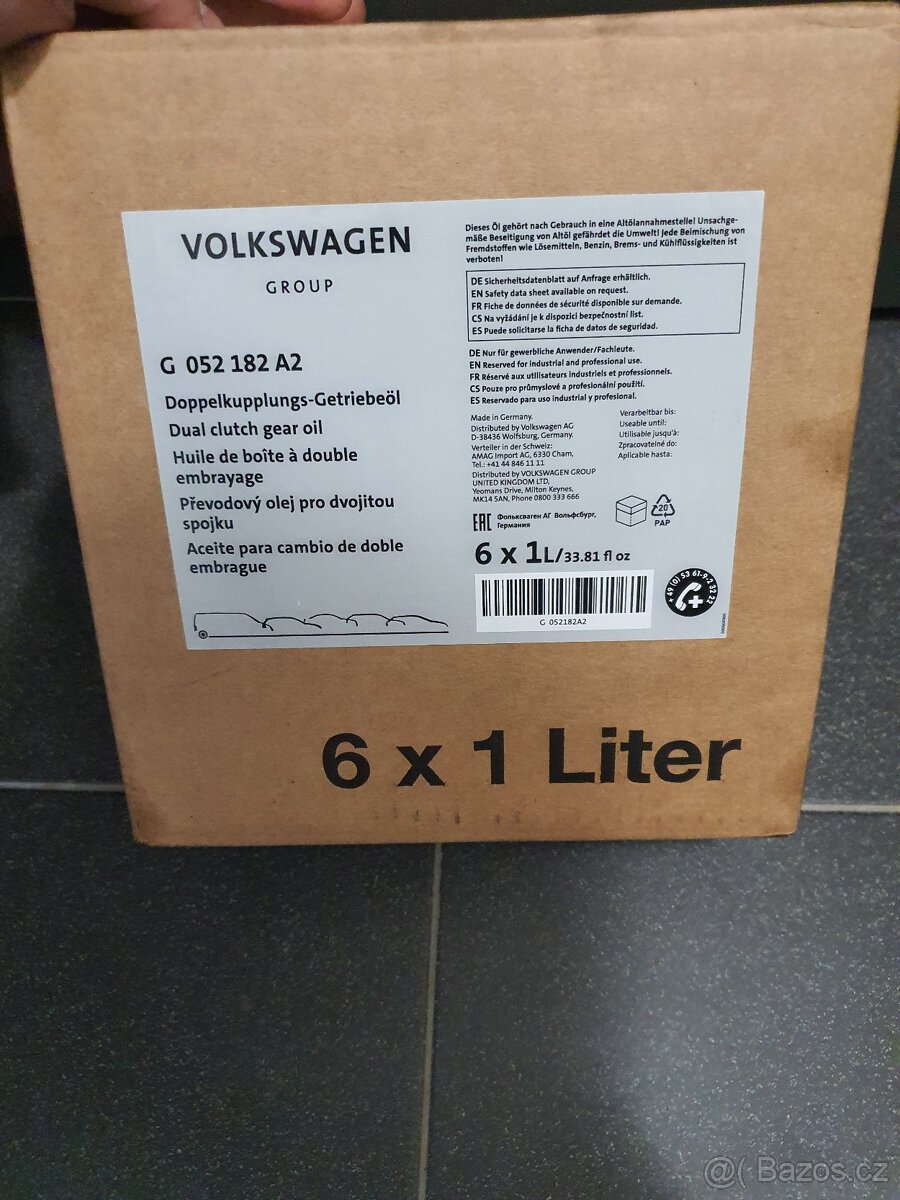 VOLKSWAGEN
GROUP
G 052 182 A2
Doppelkupplungs-Getriebeöl
Dual clutch gear oil
Huile de boîte à double
embrayage
Převodový olej pro dvojitou
spojku
Aceite para cambio de doble
embrague
Dieses Öl gehört nach Gebrauch in eine Altölannahmestelle! Unsachge-
mäße Beseitigung von Altöl gefährdet die Umwelt! Jede Beimischung von
Fremdstoffen wie Lösemitteln, Benzin, Brems- und Kühlflüssigkeiten ist
verboten!
DE Sicherheitsdatenblatt auf Anfrage erhältlich.
EN Safety data sheet available on request.
FR Fiche de données de sécurité disponible sur demande.
CS Na vyžádání je k dispozici bezpečnostní list.
ES Puede solicitarse la ficha de datos de seguridad.
DE Nur für gewerbliche Anwender/Fachleute.
EN Reserved for industrial and professional use.
FR Réservé aux utilisateurs industriels et professionnels.
CS Pouze pro průmyslové a profesionální použití.
ES Reservado para uso industrial y profesional.
Made in Germany.
Distributed by Volkswagen AG
D-38436 Wolfsburg, Germany.
Verteiler in der Schweiz:
AMAG Import AG, 6330 Cham,
Tel.: +41 44 846 11 11
Distributed by VOLKSWAGEN GROUP
UNITED KINGDOM LTD,
Yeomans Drive, Milton Keynes,
MK14 5AN, Phone 0800 333 666
Verarbeitbar bis:
Useable until:
Utilisable jusqu'à:
Zpracovatelné do:
Aplicable hasta:
EAC Фольксваген АГ Вольфсбург,
Германия
20
PAP
6 x 1L/33.81 fl oz
G 052182A2
+49 (0) 53 61-9-2 32 22
6 x 1 Liter
@( Bazos.cz